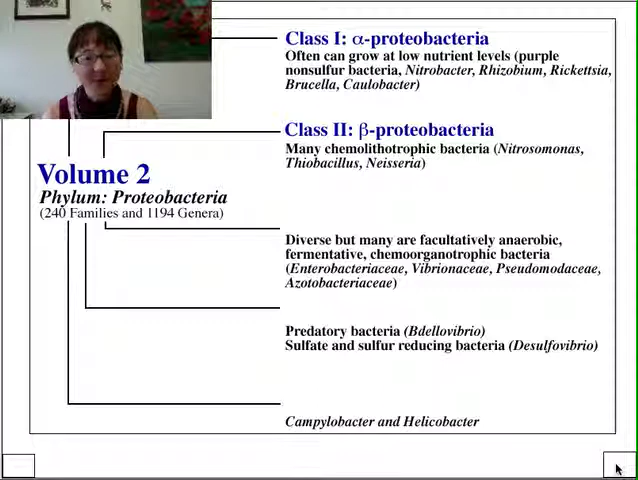 Class I: α-proteobacteria
Often can grow at low nutrient levels (purple
nonsulfur bacteria, Nitrobacter, Rhizobium, Rickettsia,
Brucella, Caulobacter)
Class II: β-proteobacteria
Many chemolithotrophic bacteria (Nitrosomonas,
Thiobacillus, Neisseria)
Volume 2
Phylum: Proteobacteria
(240 Families and 1194 Genera)
Diverse but many are facultatively anaerobic,
fermentative, chemoorganotrophic bacteria
(Enterobacteriaceae, Vibrionaceae, Pseudomodaceae,
Azotobacteriaceae)
Predatory bacteria (Bdellovibrio)
Sulfate and sulfur reducing bacteria (Desulfovibrio)
Campylobacter and Helicobacter